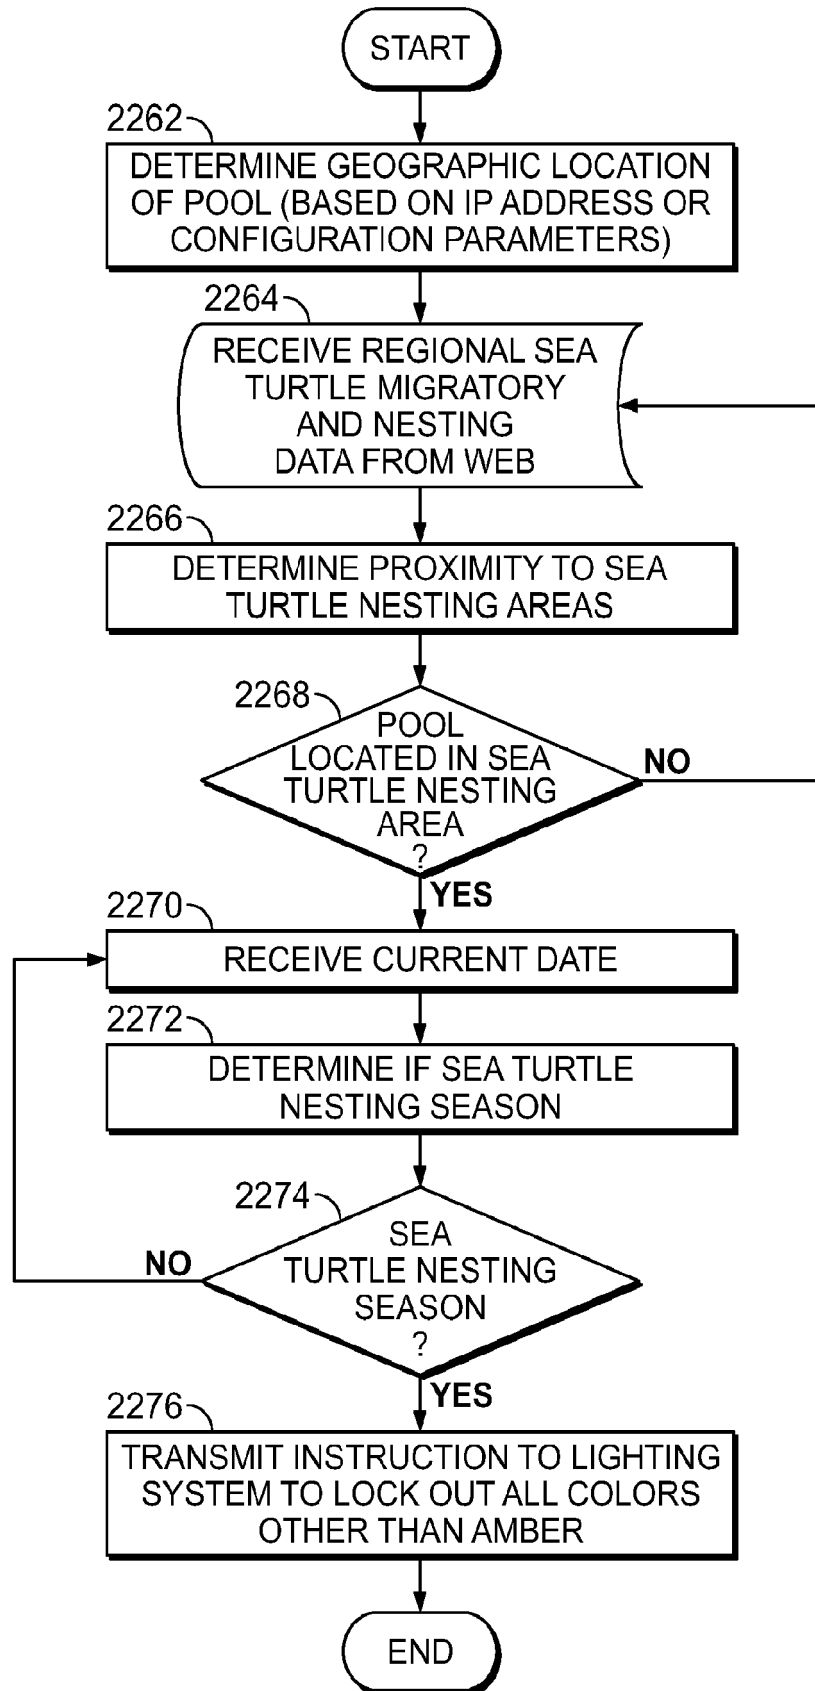 START
2262
DETERMINE GEOGRAPHIC LOCATION
OF POOL (BASED ON IP ADDRESS OR
CONFIGURATION PARAMETERS)
2264
RECEIVE REGIONAL SEA
TURTLE MIGRATORY
AND NESTING
DATA FROM WEB
2266
DETERMINE PROXIMITY TO SEA
TURTLE NESTING AREAS
2268
POOL
LOCATED IN SEA
TURTLE NESTING
AREA
?
NO
YES
2270
RECEIVE CURRENT DATE
2272
DETERMINE IF SEA TURTLE
NESTING SEASON
2274
SEA
TURTLE NESTING
SEASON
?
NO
YES
2276
TRANSMIT INSTRUCTION TO LIGHTING
SYSTEM TO LOCK OUT ALL COLORS
OTHER THAN AMBER
END